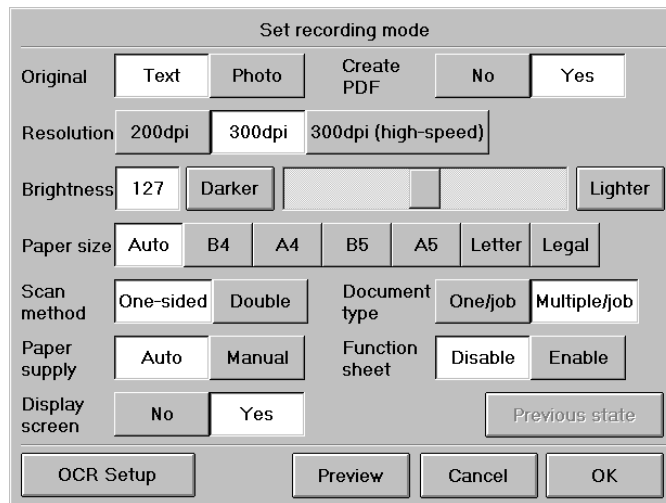 Set recording mode
Original Text Photo Create PDF No Yes
Resolution 200dpi 300dpi 300dpi (high-speed)
Brightness 127 Darker Lighter
Paper size Auto B4 A4 B5 A5 Letter Legal
Scan method One-sided Double Document type One/job Multiple/job
Paper supply Auto Manual Function sheet Disable Enable
Display screen No Yes Previous state
OCR Setup Preview Cancel OK